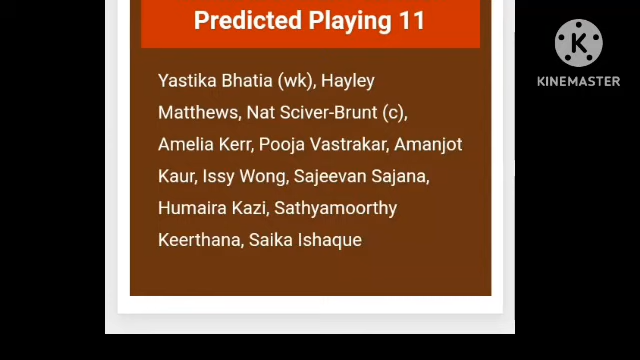 Predicted Playing 11
Yastika Bhatia (wk), Hayley
Matthews, Nat Sciver-Brunt (c),
Amelia Kerr, Pooja Vastrakar, Amanjot
Kaur, Issy Wong, Sajeevan Sajana,
Humaira Kazi, Sathyamoorthy
Keerthana, Saika Ishaque
K
KINEMASTER